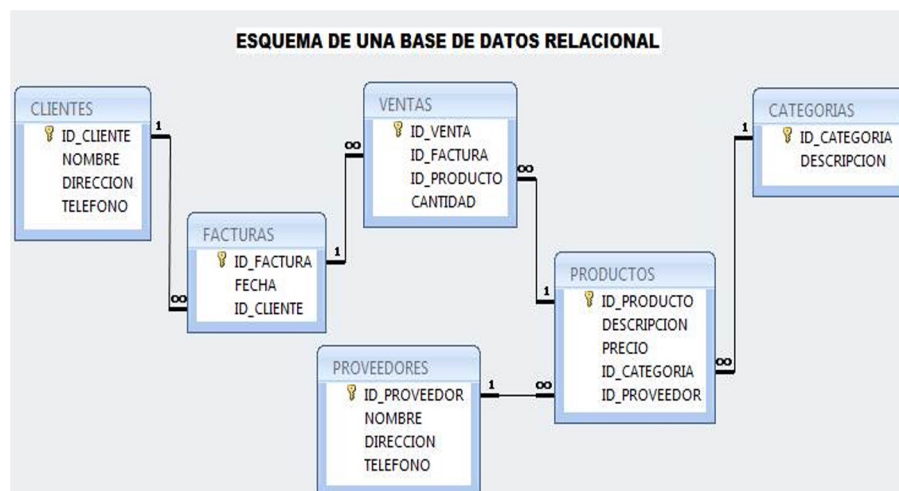 ESQUEMA DE UNA BASE DE DATOS RELACIONAL
CLIENTES
ID_CLIENTE
NOMBRE
DIRECCION
TELEFONO
1
∞
FACTURAS
ID_FACTURA
FECHA
ID_CLIENTE
1
∞
VENTAS
ID_VENTA
ID_FACTURA
ID_PRODUCTO
CANTIDAD
∞
1
PROVEEDORES
ID_PROVEEDOR
NOMBRE
DIRECCION
TELEFONO
1
∞
PRODUCTOS
ID_PRODUCTO
DESCRIPCION
PRECIO
ID_CATEGORIA
ID_PROVEEDOR
∞
1
CATEGORIAS
ID_CATEGORIA
DESCRIPCION